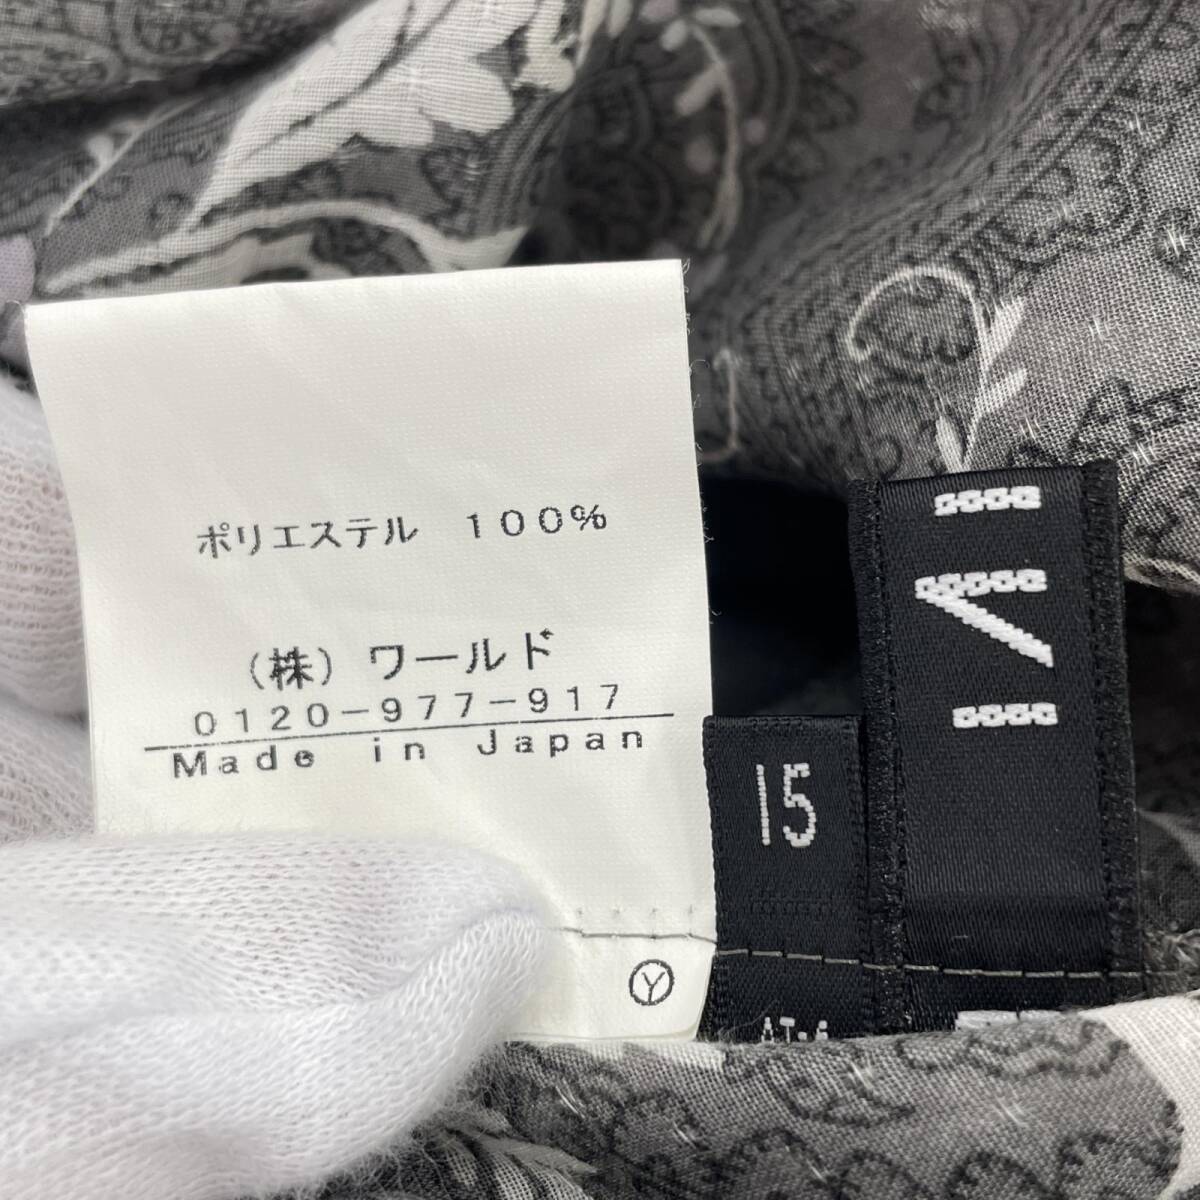 ポリエステル 100%
(株) ワールド
0120-977-917
Made in Japan
15
Y